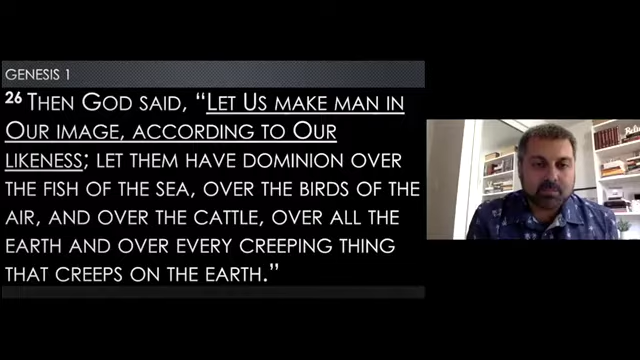 GENESIS 1
26 THEN GOD SAID, “LET US MAKE MAN IN
OUR IMAGE, ACCORDING TO OUR
LIKENESS; LET THEM HAVE DOMINION OVER
THE FISH OF THE SEA, OVER THE BIRDS OF THE
AIR, AND OVER THE CATTLE, OVER ALL THE
EARTH AND OVER EVERY CREEPING THING
THAT CREEPS ON THE EARTH.”